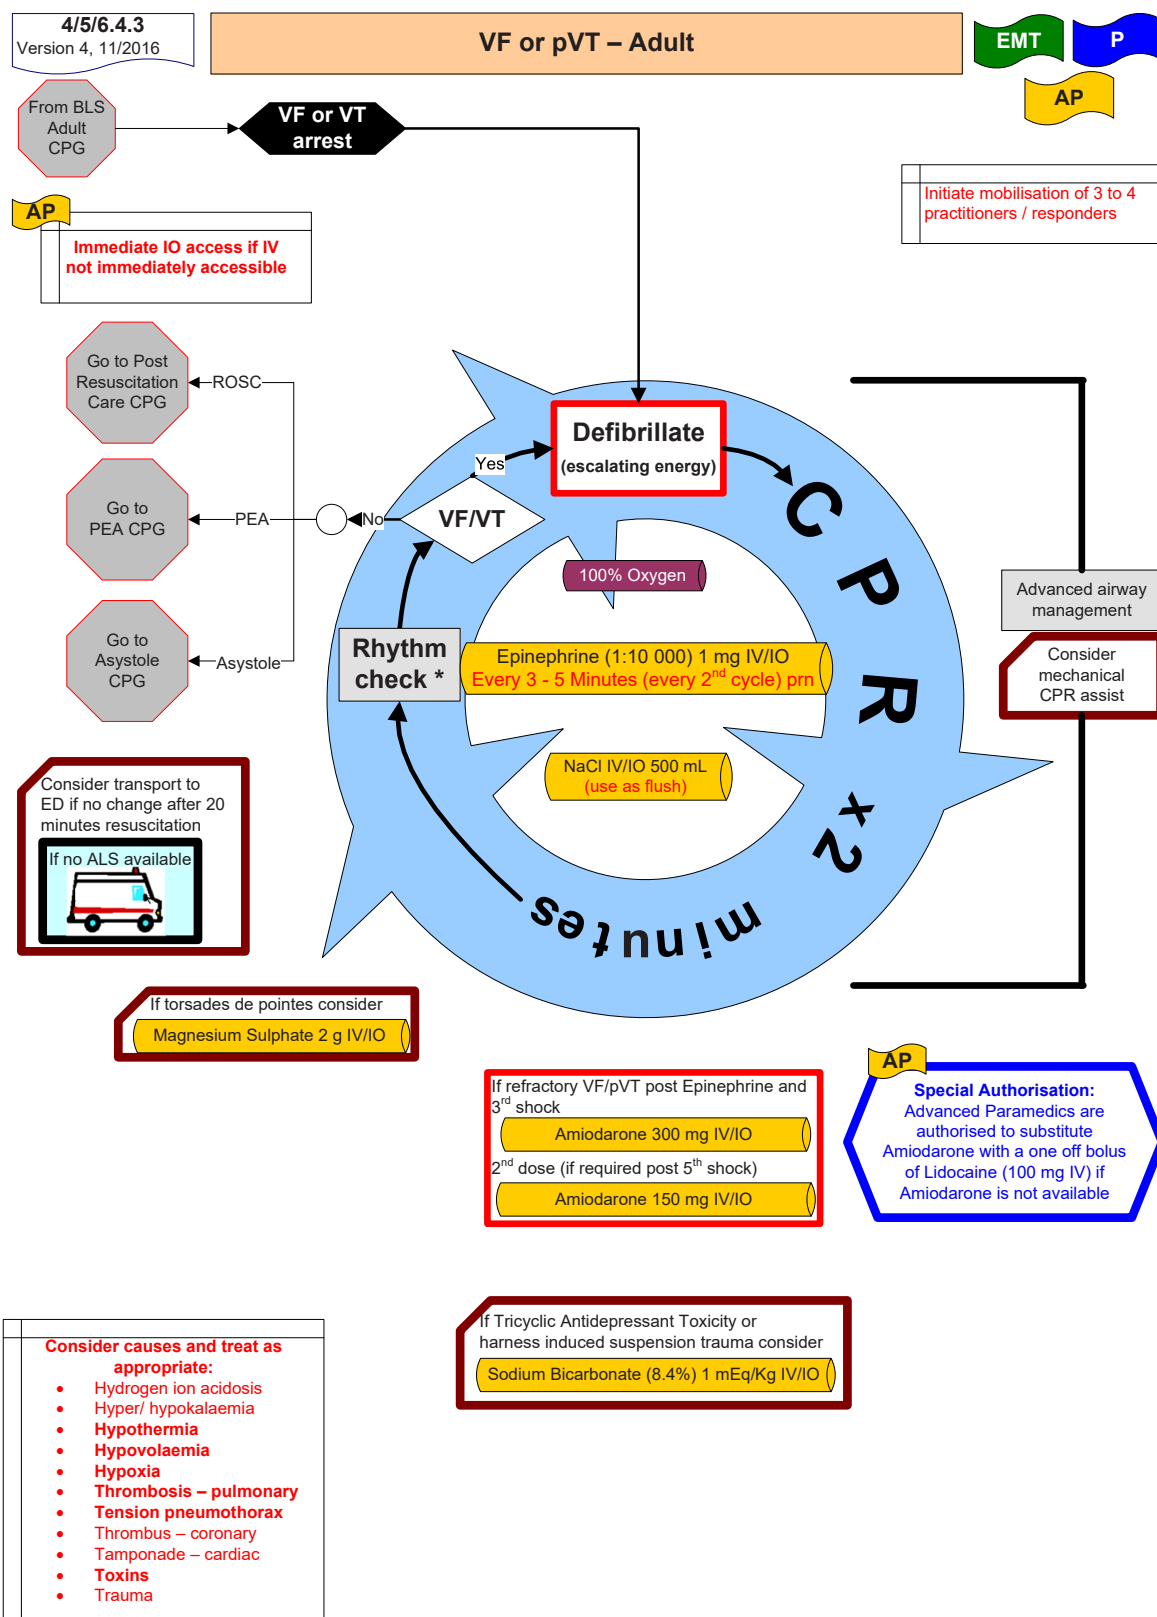 4/5/6.4.3
Version 4, 11/2016
VF or pVT – Adult
EMT
P
AP
From BLS
Adult
CPG
VF or VT
arrest
Initiate mobilisation of 3 to 4
practitioners / responders
AP
Immediate IO access if IV
not immediately accessible
Go to Post
Resuscitation
Care CPG
ROSC
Defibrillate
(escalating energy)
Yes
Go to
PEA CPG
PEA
No
VF/VT
CPR x2 minutes
100% Oxygen
Advanced airway
management
Go to
Asystole
CPG
Asystole
Rhythm
check *
Epinephrine (1:10 000) 1 mg IV/IO
Every 3 - 5 Minutes (every 2nd cycle) prn
Consider
mechanical
CPR assist
NaCl IV/IO 500 mL
(use as flush)
Consider transport to
ED if no change after 20
minutes resuscitation
If no ALS available
If torsades de pointes consider
Magnesium Sulphate 2 g IV/IO
If refractory VF/pVT post Epinephrine and
3rd shock
Amiodarone 300 mg IV/IO
2nd dose (if required post 5th shock)
Amiodarone 150 mg IV/IO
AP
Special Authorisation:
Advanced Paramedics are
authorised to substitute
Amiodarone with a one off bolus
of Lidocaine (100 mg IV) if
Amiodarone is not available
If Tricyclic Antidepressant Toxicity or
harness induced suspension trauma consider
Sodium Bicarbonate (8.4%) 1 mEq/Kg IV/IO
Consider causes and treat as
appropriate:
• Hydrogen ion acidosis
• Hyper/ hypokalaemia
• Hypothermia
• Hypovolaemia
• Hypoxia
• Thrombosis – pulmonary
• Tension pneumothorax
• Thrombus – coronary
• Tamponade – cardiac
• Toxins
• Trauma